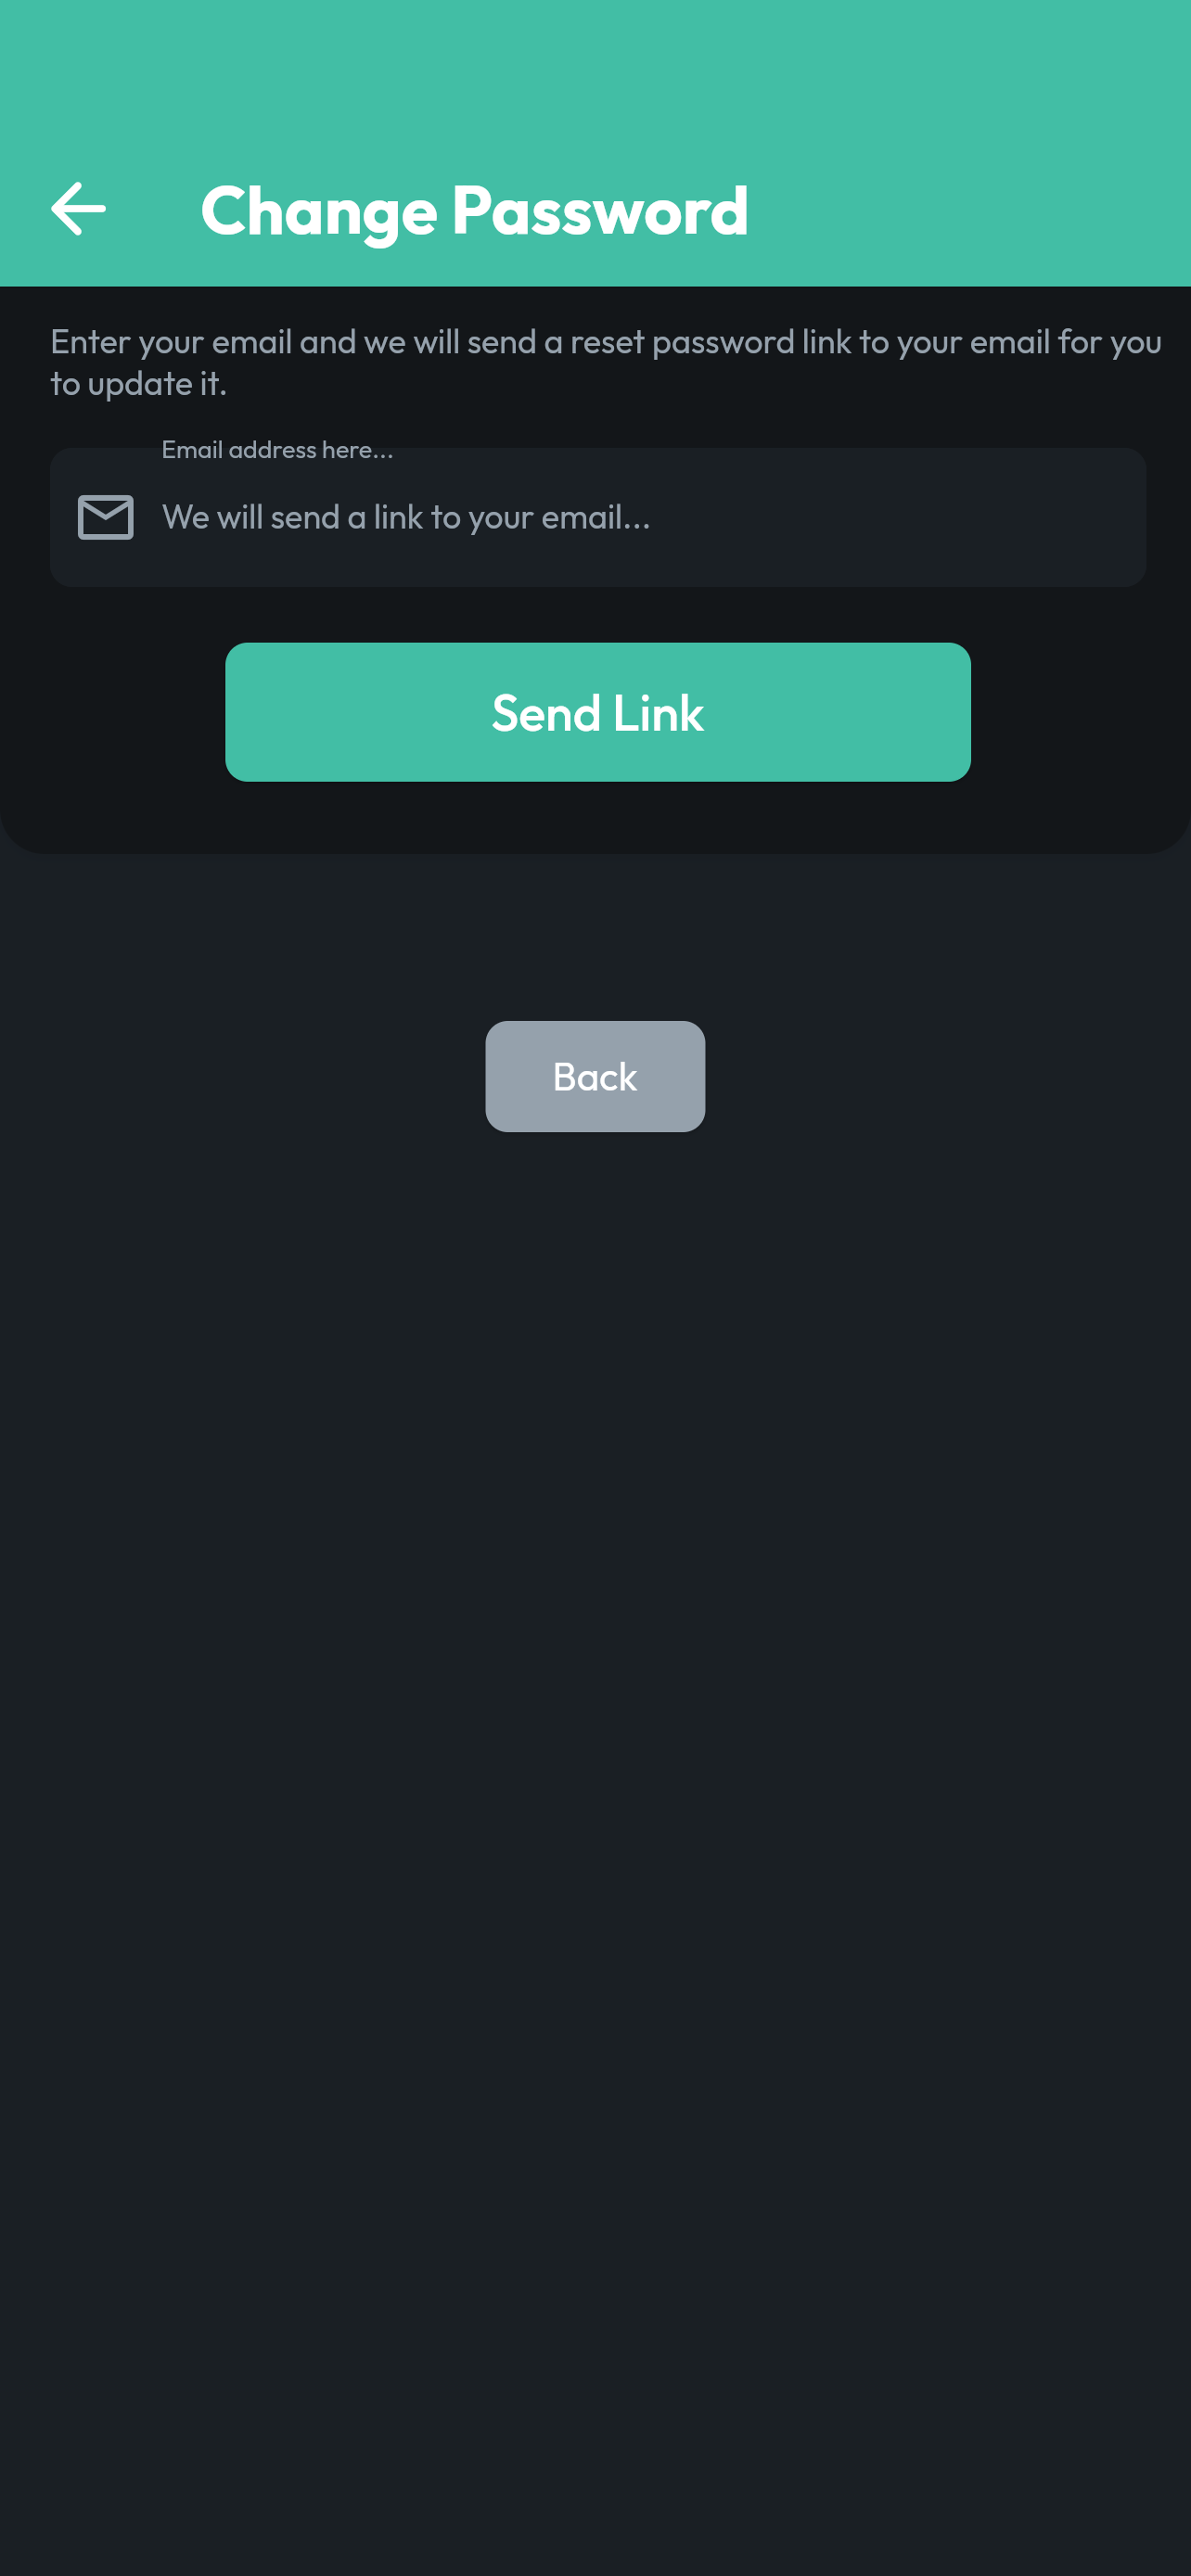 Change Password
Enter your email and we will send a reset password link to your email for you
to update it.
Email address here...
We will send a link to your email...
Send Link
Back